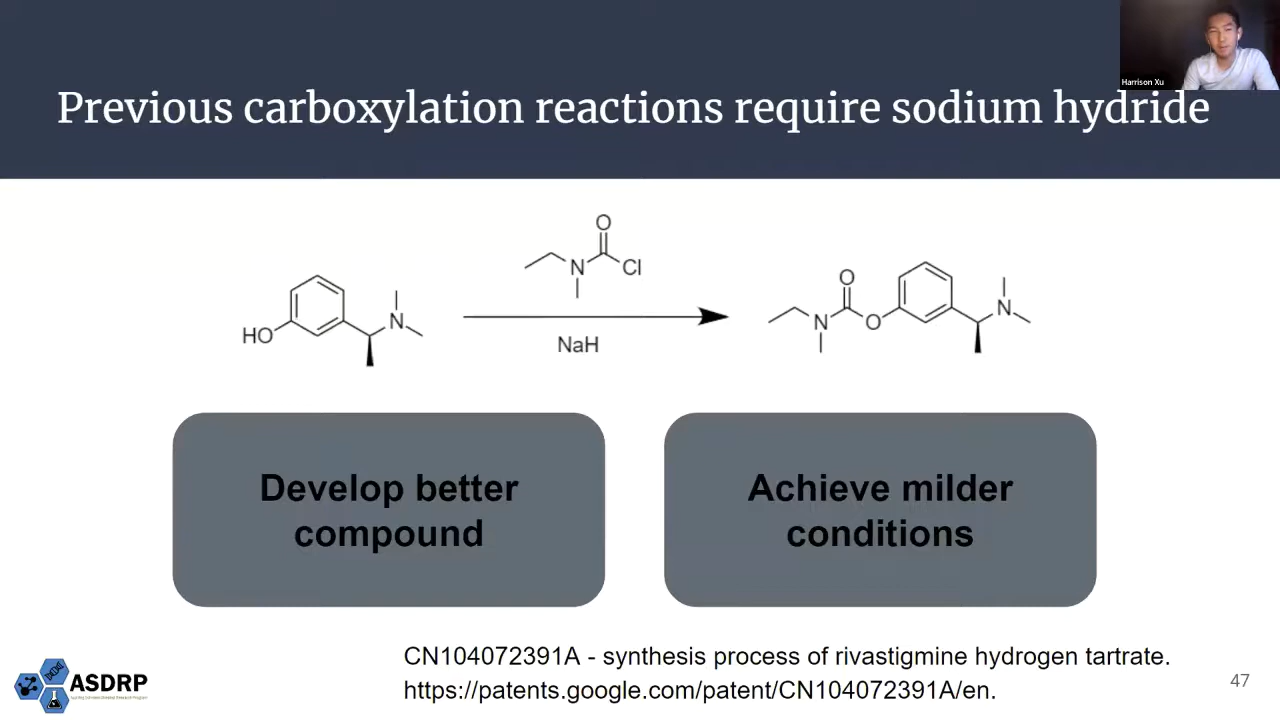 Harrison Xu
Previous carboxylation reactions require sodium hydride
O
N
Cl
HO
N
NaH
O
N
O
N
Develop better
compound
Achieve milder
conditions
CN104072391A - synthesis process of rivastigmine hydrogen tartrate.
https://patents.google.com/patent/CN104072391A/en.
ASDRP
47